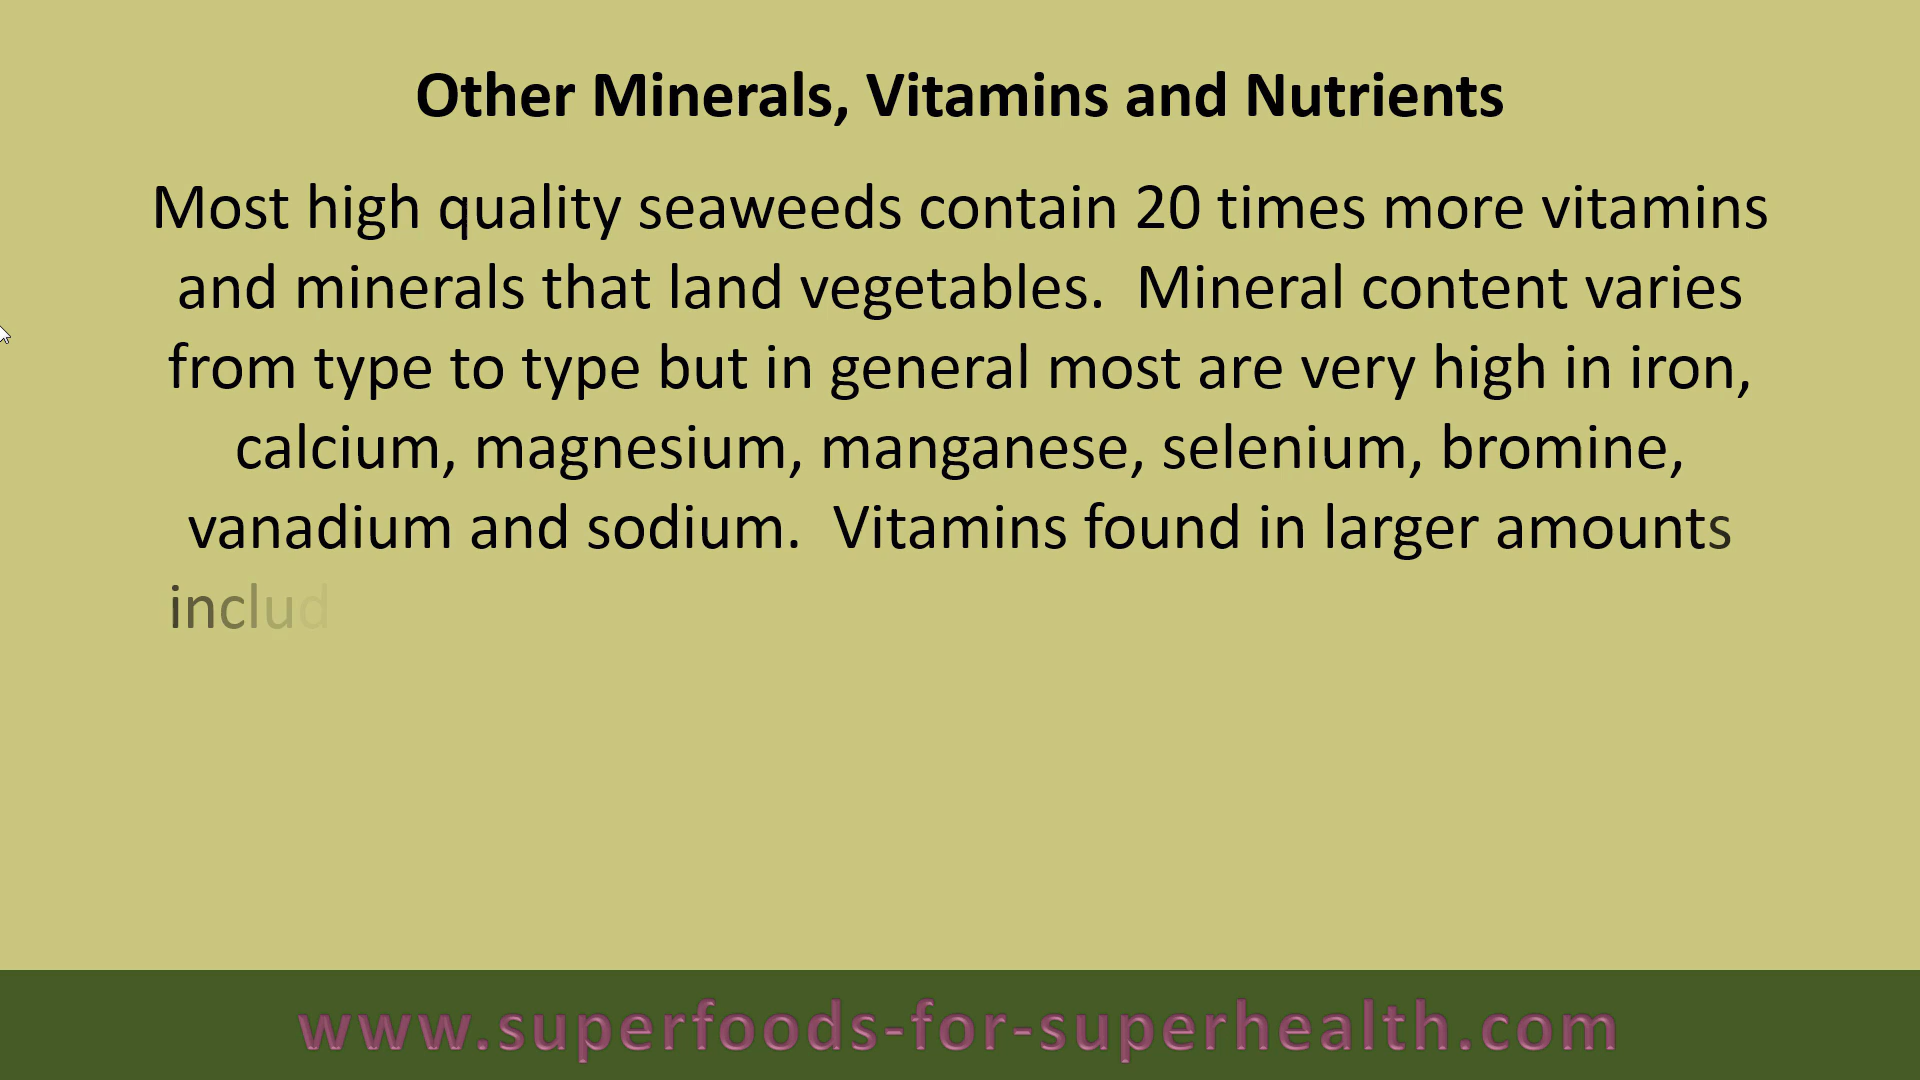 Other Minerals, Vitamins and Nutrients
Most high quality seaweeds contain 20 times more vitamins
and minerals that land vegetables.  Mineral content varies
from type to type but in general most are very high in iron,
calcium, magnesium, manganese, selenium, bromine,
vanadium and sodium.  Vitamins found in larger amounts
includ
www.superfoods-for-superhealth.com